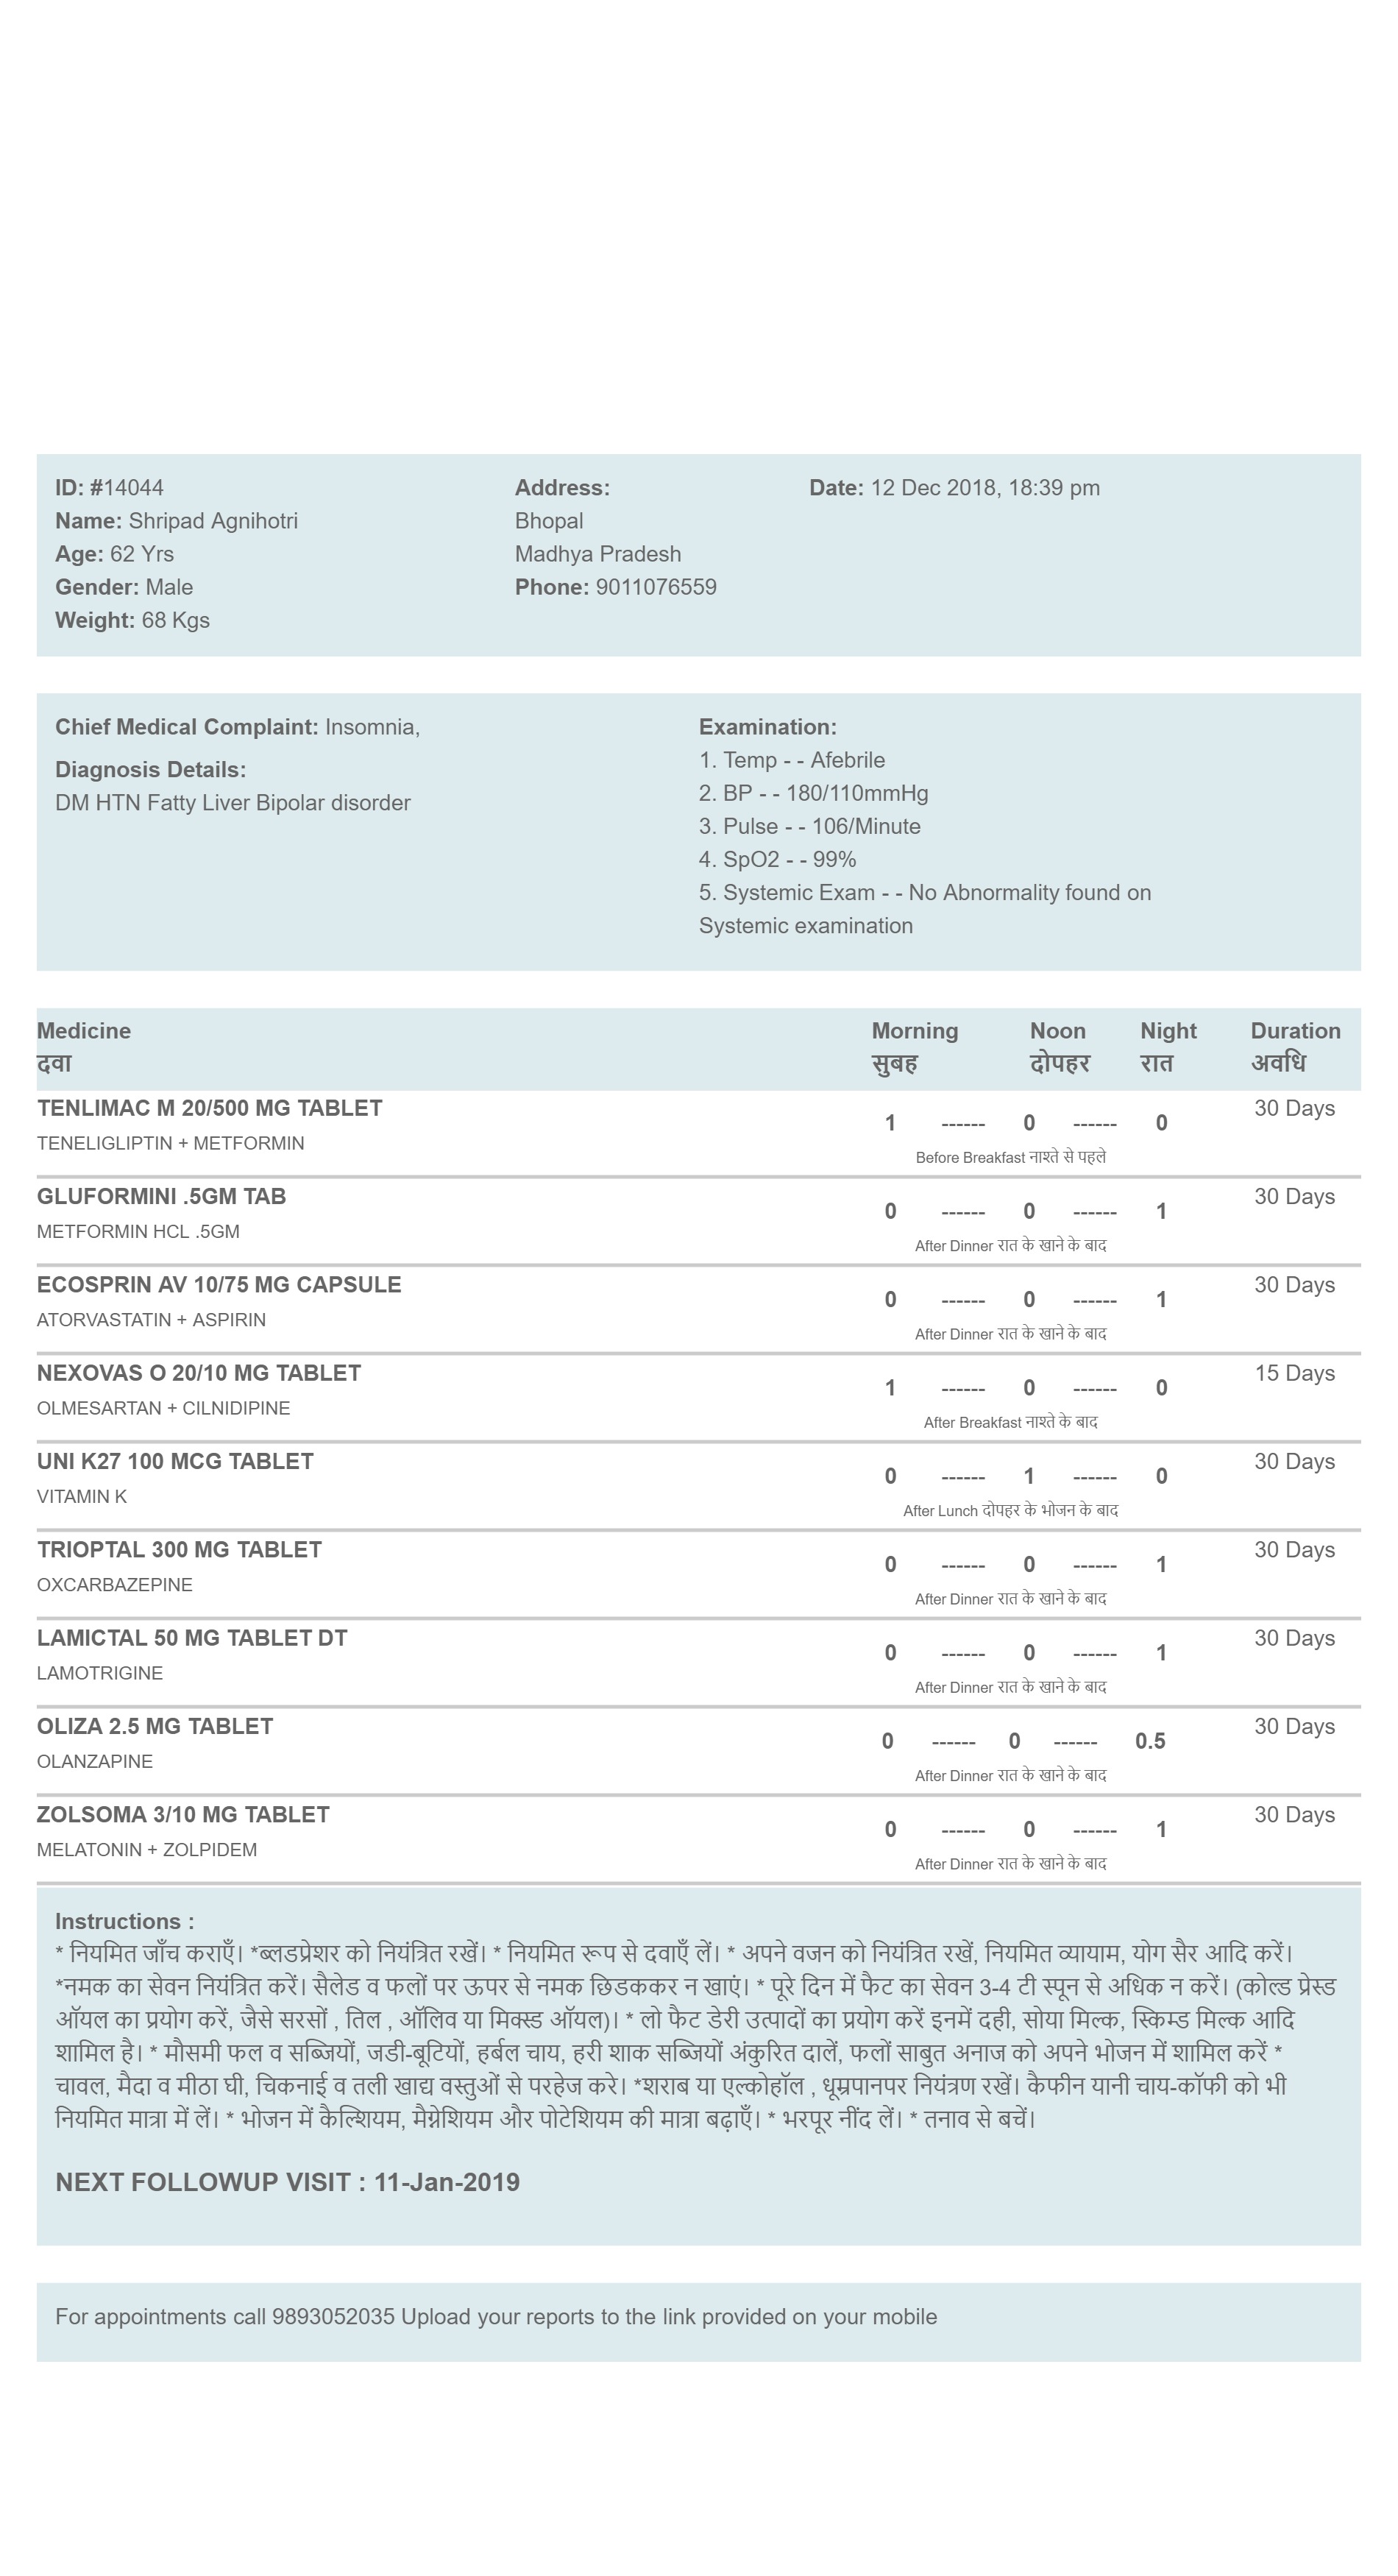 ID: #14044
Name: Shripad Agnihotri
Age: 62 Yrs
Gender: Male
Weight: 68 Kgs
Address:
Bhopal
Madhya Pradesh
Phone: 9011076559
Date: 12 Dec 2018, 18:39 pm
Chief Medical Complaint: Insomnia,
Diagnosis Details:
DM HTN Fatty Liver Bipolar disorder
Examination:
1. Temp - - Afebrile
2. BP - - 180/110mmHg
3. Pulse - - 106/Minute
4. SpO2 - - 99%
5. Systemic Exam - - No Abnormality found on
Systemic examination
Medicine Morning Noon Night Duration
दवा सुबह दोपहर रात अवधि
TENLIMAC M 20/500 MG TABLET 30 Days
1 ------ 0 ------ 0
TENELIGLIPTIN + METFORMIN
Before Breakfast नाश्ते से पहले
GLUFORMINI .5GM TAB 30 Days
0 ------ 0 ------ 1
METFORMIN HCL .5GM
After Dinner रात के खाने के बाद
ECOSPRIN AV 10/75 MG CAPSULE 30 Days
0 ------ 0 ------ 1
ATORVASTATIN + ASPIRIN
After Dinner रात के खाने के बाद
NEXOVAS O 20/10 MG TABLET 15 Days
1 ------ 0 ------ 0
OLMESARTAN + CILNIDIPINE
After Breakfast नाश्ते के बाद
UNI K27 100 MCG TABLET 30 Days
0 ------ 1 ------ 0
VITAMIN K
After Lunch दोपहर के भोजन के बाद
TRIOPTAL 300 MG TABLET 30 Days
0 ------ 0 ------ 1
OXCARBAZEPINE
After Dinner रात के खाने के बाद
LAMICTAL 50 MG TABLET DT 30 Days
0 ------ 0 ------ 1
LAMOTRIGINE
After Dinner रात के खाने के बाद
OLIZA 2.5 MG TABLET 30 Days
0 ------ 0 ------ 0.5
OLANZAPINE
After Dinner रात के खाने के बाद
ZOLSOMA 3/10 MG TABLET 30 Days
0 ------ 0 ------ 1
MELATONIN + ZOLPIDEM
After Dinner रात के खाने के बाद
Instructions :
* नियमित जाँच कराएँ। *ब्लडप्रेशर को नियंत्रित रखें। * नियमित रूप से दवाएँ लें। * अपने वजन को नियंत्रित रखें, नियमित व्यायाम, योग सैर आदि करें।
*नमक का सेवन नियंत्रित करें। सैलेड व फलों पर ऊपर से नमक छिडककर न खाएं। * पूरे दिन में फैट का सेवन 3-4 टी स्पून से अधिक न करें। (कोल्ड प्रेस्ड
ऑयल का प्रयोग करें, जैसे सरसों , तिल , ऑलिव या मिक्स्ड ऑयल)। * लो फैट डेरी उत्पादों का प्रयोग करें इनमें दही, सोया मिल्क, स्किम्ड मिल्क आदि
शामिल है। * मौसमी फल व सब्जियों, जडी-बूटियों, हर्बल चाय, हरी शाक सब्जियों अंकुरित दालें, फलों साबुत अनाज को अपने भोजन में शामिल करें *
चावल, मैदा व मीठा घी, चिकनाई व तली खाद्य वस्तुओं से परहेज करे। *शराब या एल्कोहॉल , धूम्रपानपर नियंत्रण रखें। कैफीन यानी चाय-कॉफी को भी
नियमित मात्रा में लें। * भोजन में कैल्शियम, मैग्नेशियम और पोटेशियम की मात्रा बढ़ाएँ। * भरपूर नींद लें। * तनाव से बचें।
NEXT FOLLOWUP VISIT : 11-Jan-2019
For appointments call 9893052035 Upload your reports to the link provided on your mobile